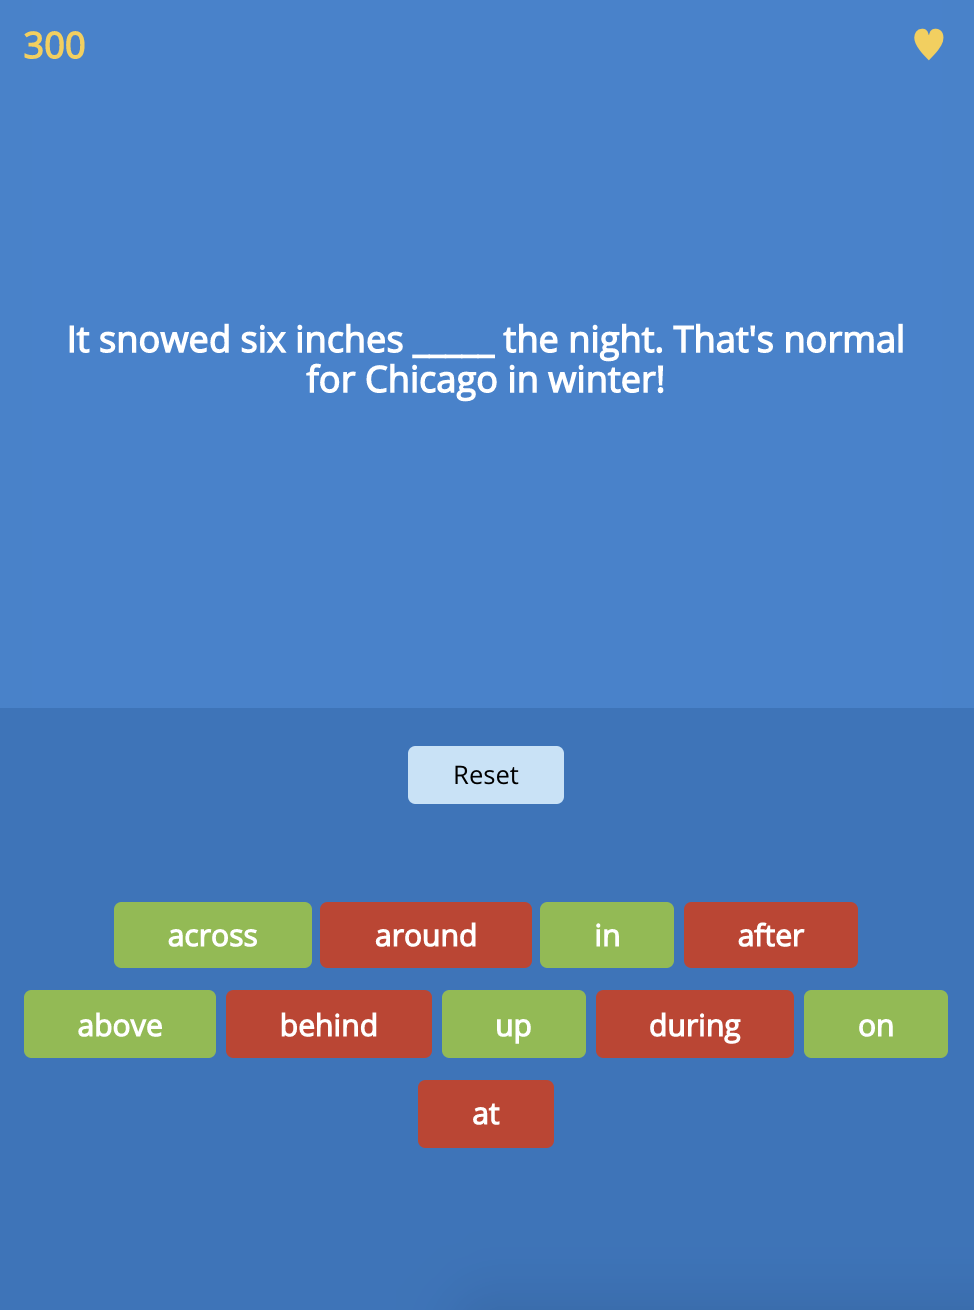 300
It snowed six inches _____ the night. That's normal
for Chicago in winter!
Reset
across around in after
above behind up during on
at